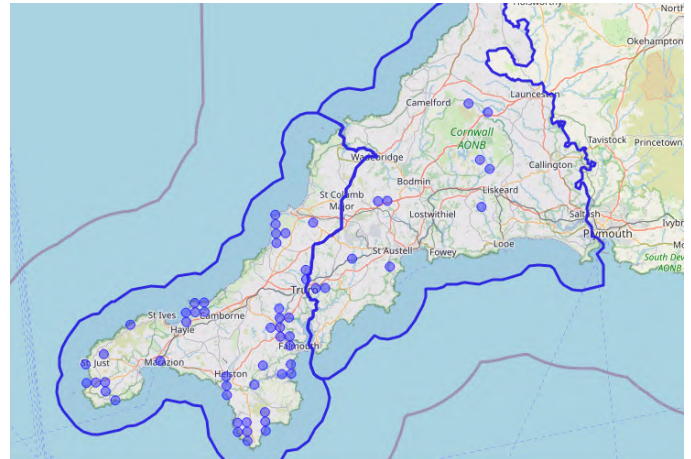 Holsworthy
North
Okehampton
Launceston
Camelford
Tavistock
Princetown
Cornwall
AONB
Wadebridge
Callington
Bodmin
St Columb
Major
Liskeard
Lostwithiel
Saltash
Ivybri
Plymouth
St Austell
Fowey
Looe
South Dev
AONB
Truro
St Ives
Camborne
Hayle
Falmouth
St Just
Marazion
Helston